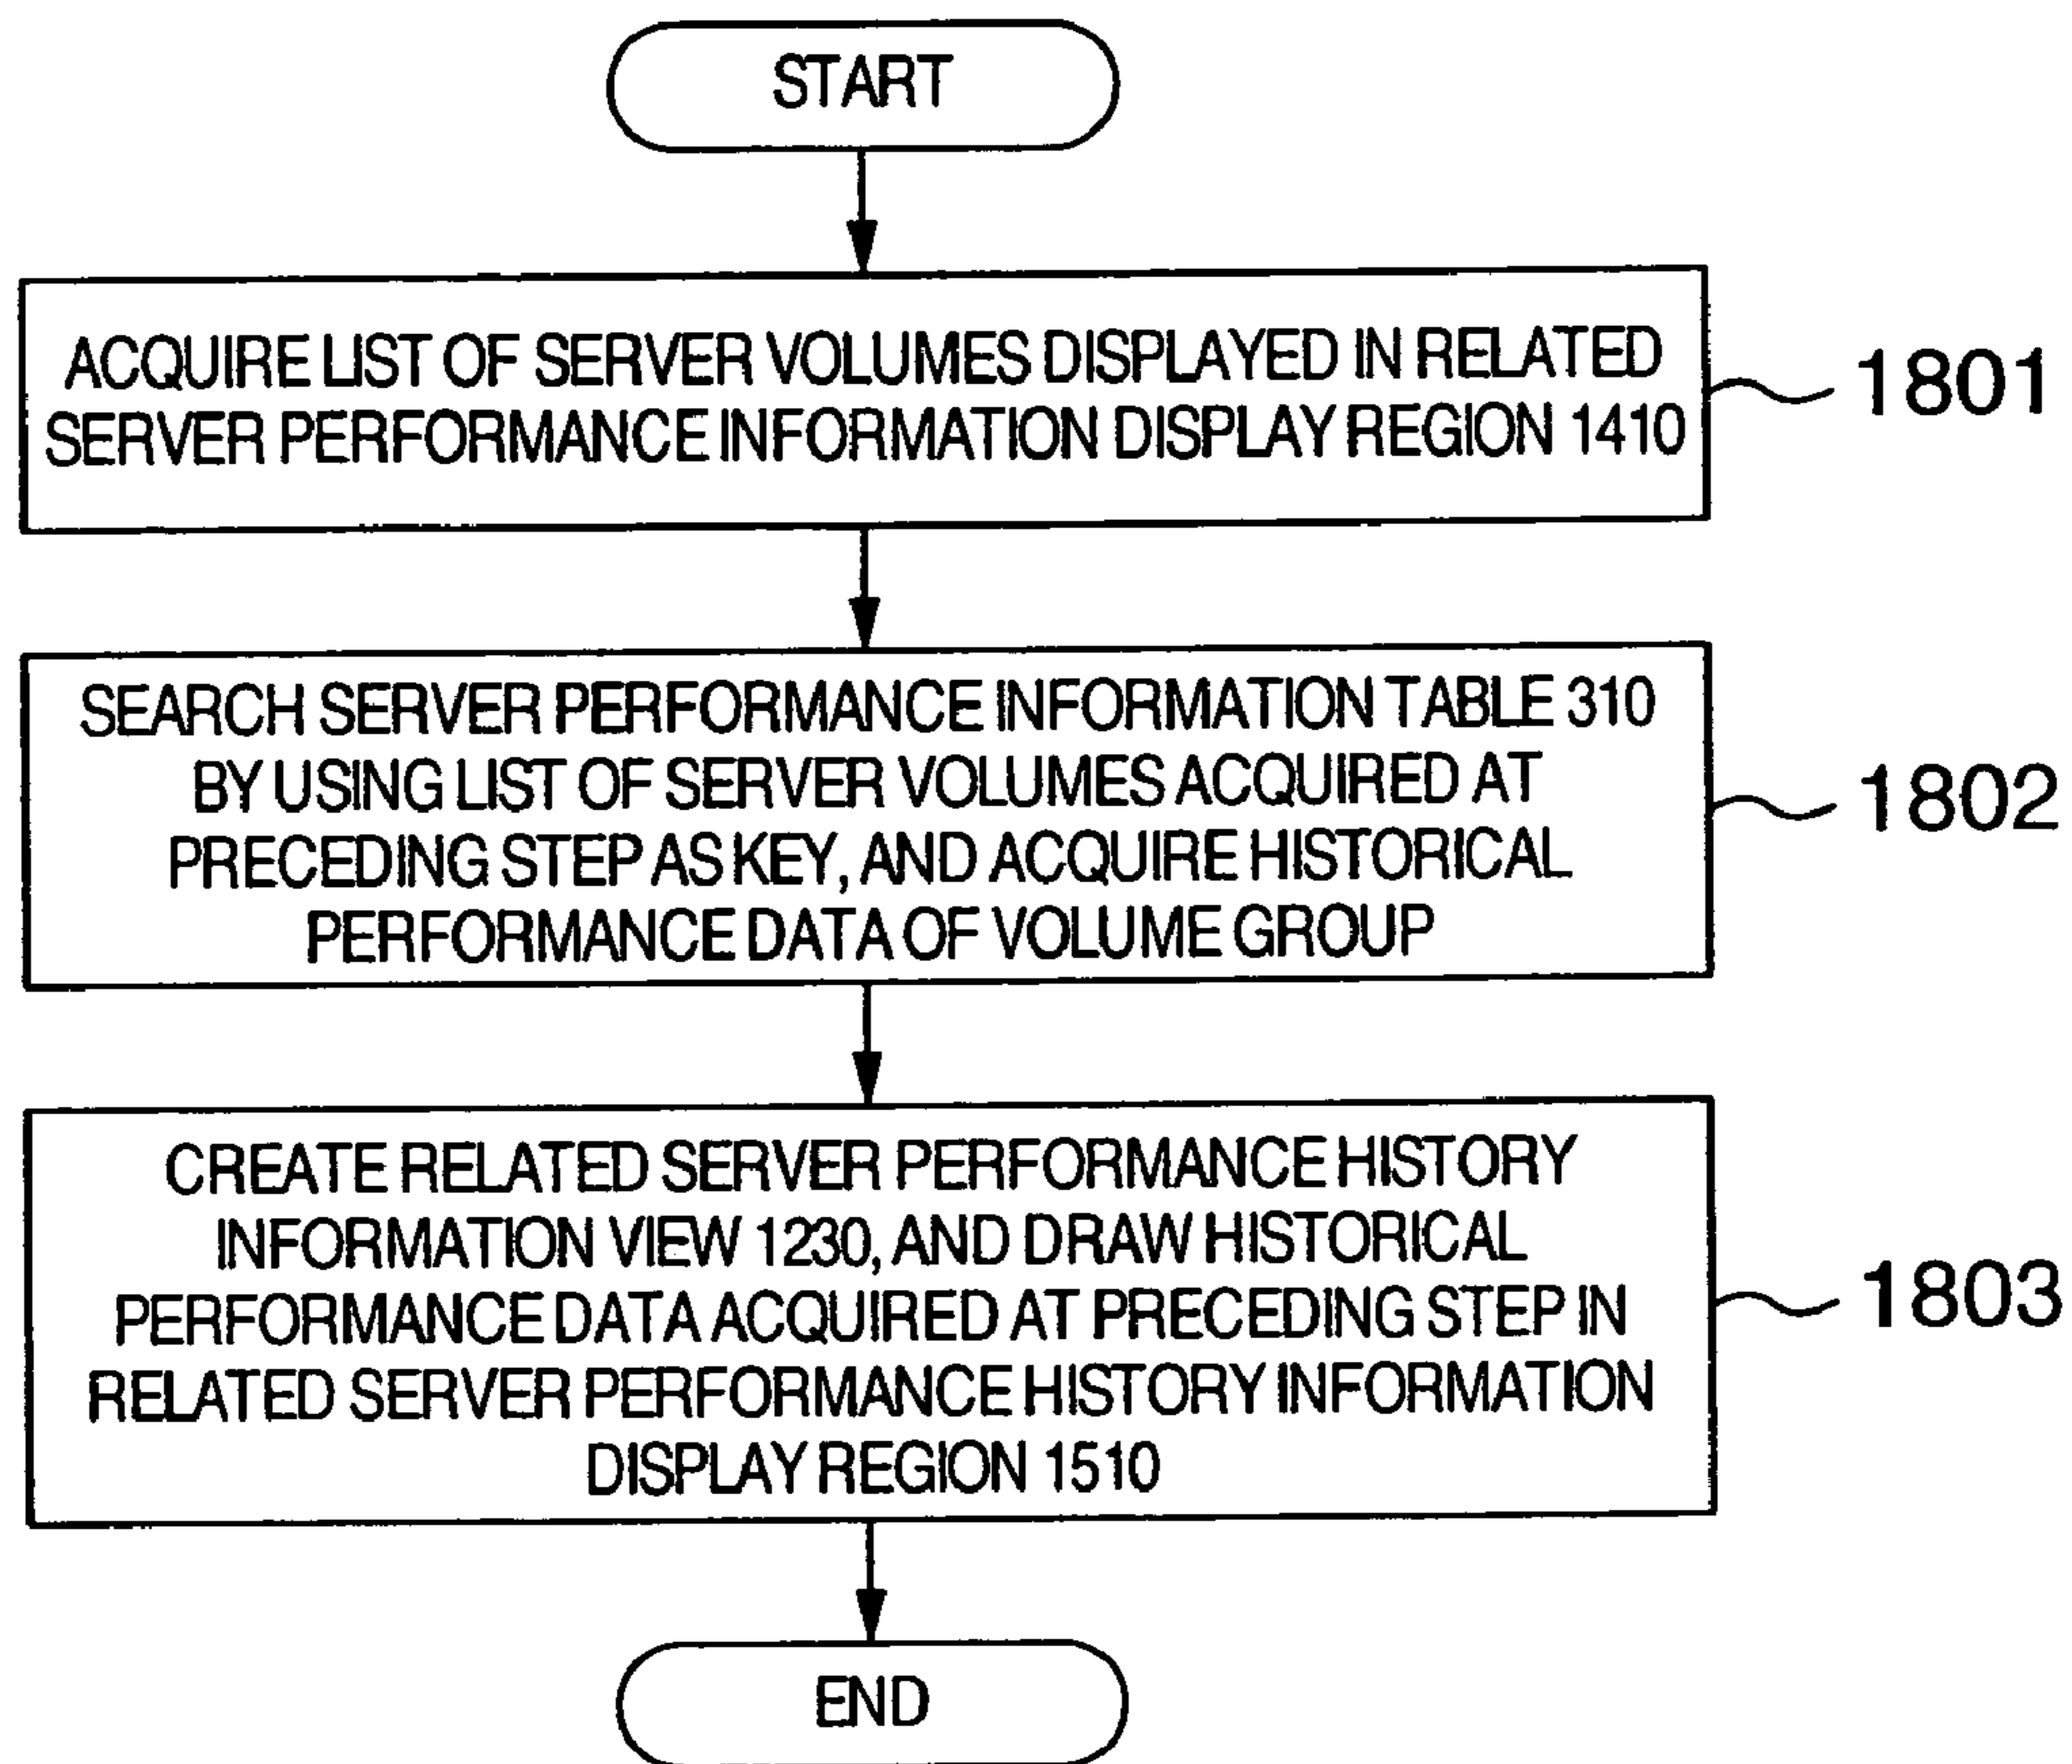 START
ACQUIRE LIST OF SERVER VOLUMES DISPLAYED IN RELATED
SERVER PERFORMANCE INFORMATION DISPLAY REGION 1410
1801
SEARCH SERVER PERFORMANCE INFORMATION TABLE 310
BY USING LIST OF SERVER VOLUMES ACQUIRED AT
PRECEDING STEP AS KEY, AND ACQUIRE HISTORICAL
PERFORMANCE DATA OF VOLUME GROUP
1802
CREATE RELATED SERVER PERFORMANCE HISTORY
INFORMATION VIEW 1230, AND DRAW HISTORICAL
PERFORMANCE DATA ACQUIRED AT PRECEDING STEP IN
RELATED SERVER PERFORMANCE HISTORY INFORMATION
DISPLAY REGION 1510
1803
END